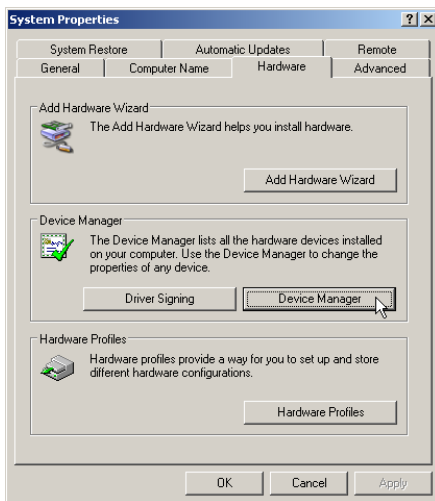 System Properties
System Restore Automatic Updates Remote
General Computer Name Hardware Advanced
Add Hardware Wizard
The Add Hardware Wizard helps you install hardware.
Add Hardware Wizard
Device Manager
The Device Manager lists all the hardware devices installed
on your computer. Use the Device Manager to change the
properties of any device.
Driver Signing Device Manager
Hardware Profiles
Hardware profiles provide a way for you to set up and store
different hardware configurations.
Hardware Profiles
OK Cancel Apply